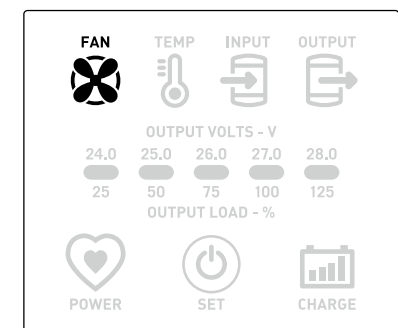 FAN TEMP INPUT OUTPUT
OUTPUT VOLTS - V
24.0 25.0 26.0 27.0 28.0
25 50 75 100 125
OUTPUT LOAD - %
POWER SET CHARGE